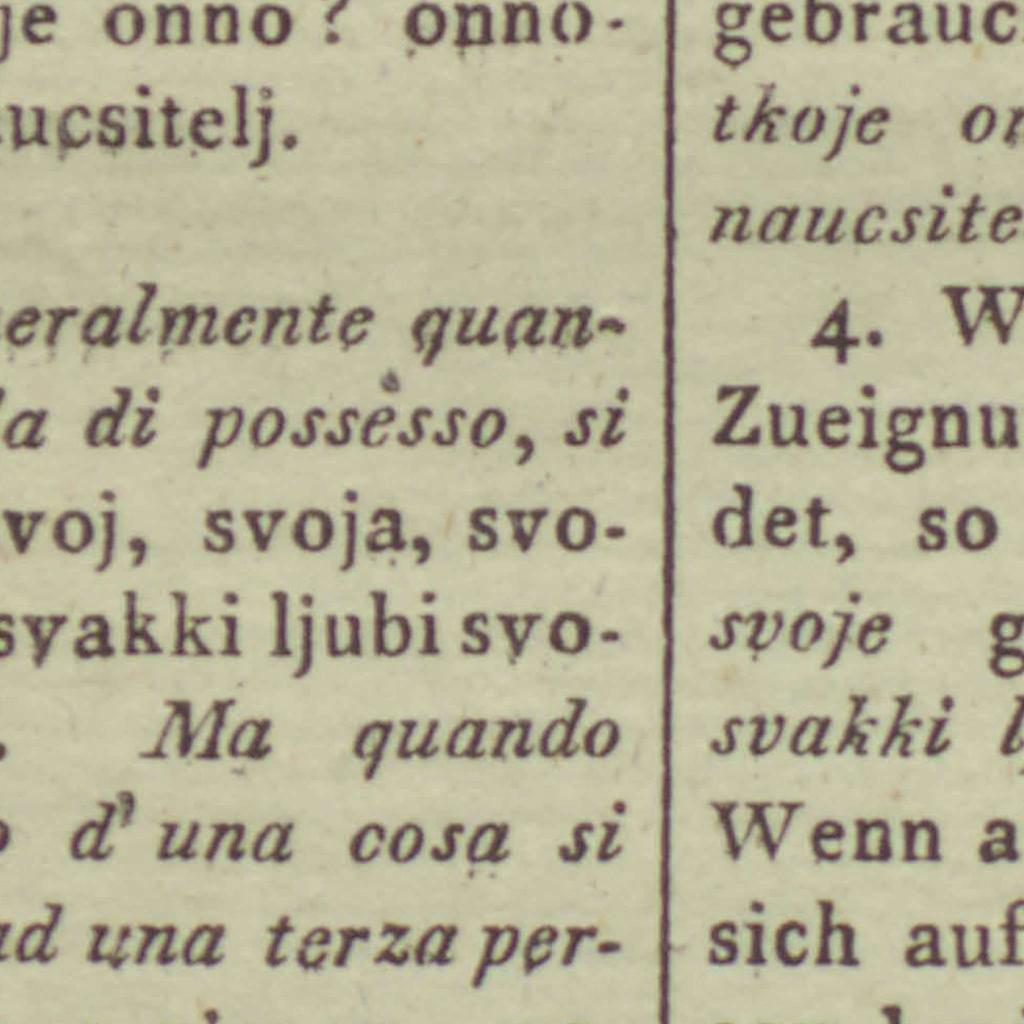 je onno? onno-
ucsitelj.
eralmente quan-
la di possèsso, si
voj, svoja, svo-
svakki ljubi svo-
Ma quando
d' una cosa si
ad una terza per-
gebrauc
tkoje on
naucsite
4. W
Zueignu
det, so
svoje g
svakki l
Wenn a
sich auf